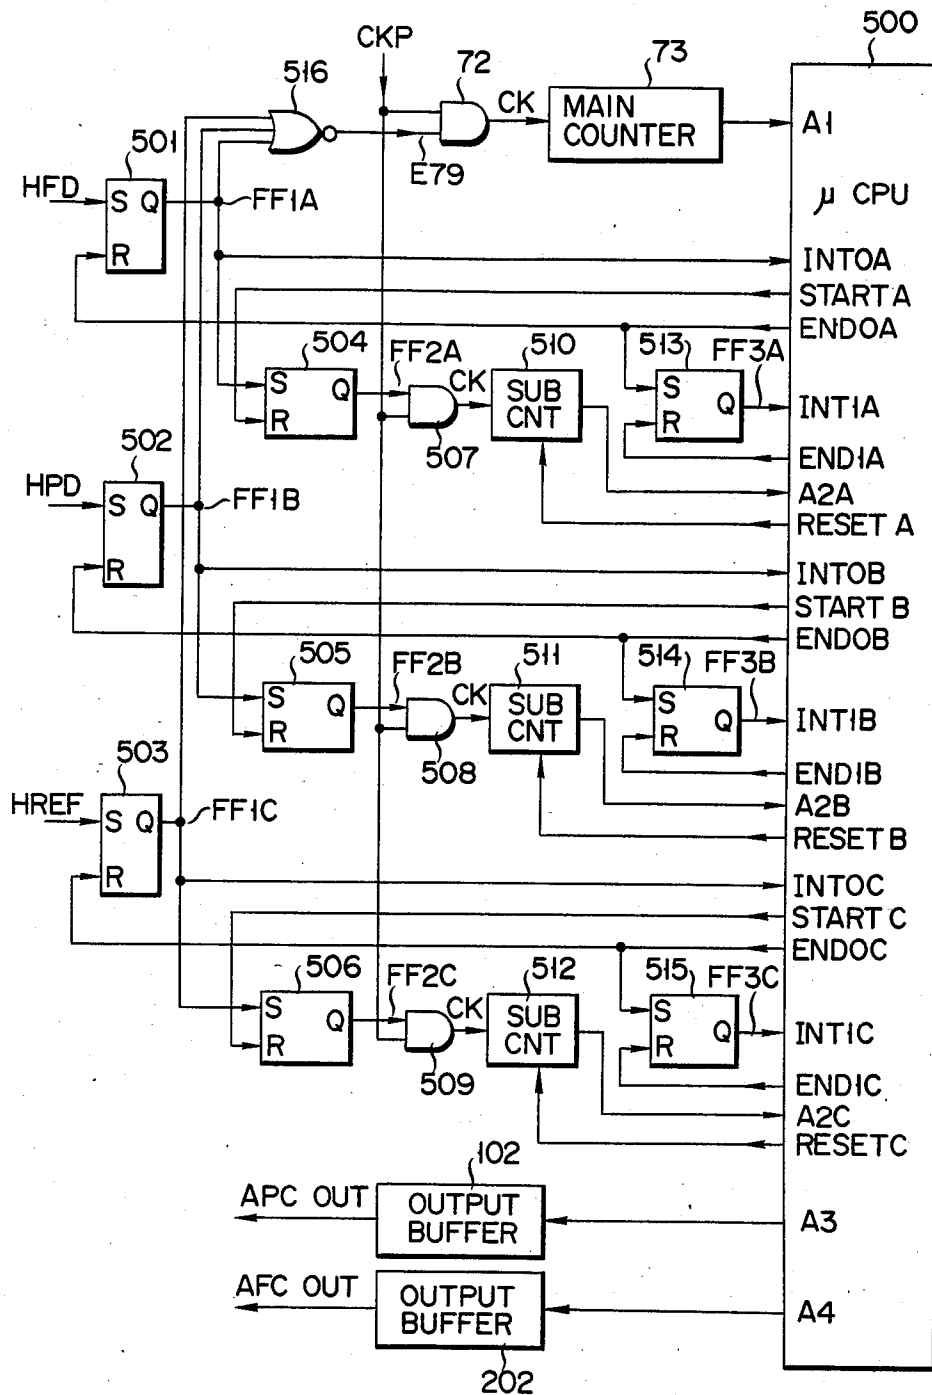 500
CKP
516
72
73
CK
MAIN
COUNTER
A1
E79
501
HFD
S Q
R
FF1A
μ CPU
INT0A
START A
END0A
504
FF2A
510
513
FF3A
S
Q
R
CK
SUB
CNT
S
Q
R
INT1A
507
END1A
A2A
RESET A
502
HPD
S Q
R
FF1B
INT0B
START B
END0B
505
FF2B
511
514
FF3B
S
Q
R
CK
SUB
CNT
S
Q
R
INT1B
508
END1B
A2B
RESET B
503
HREF
S Q
R
FF1C
INT0C
START C
END0C
506
FF2C
512
515
FF3C
S
Q
R
CK
SUB
CNT
S
Q
R
INT1C
509
END1C
A2C
RESET C
102
APC OUT
OUTPUT
BUFFER
A3
AFC OUT
OUTPUT
BUFFER
A4
202